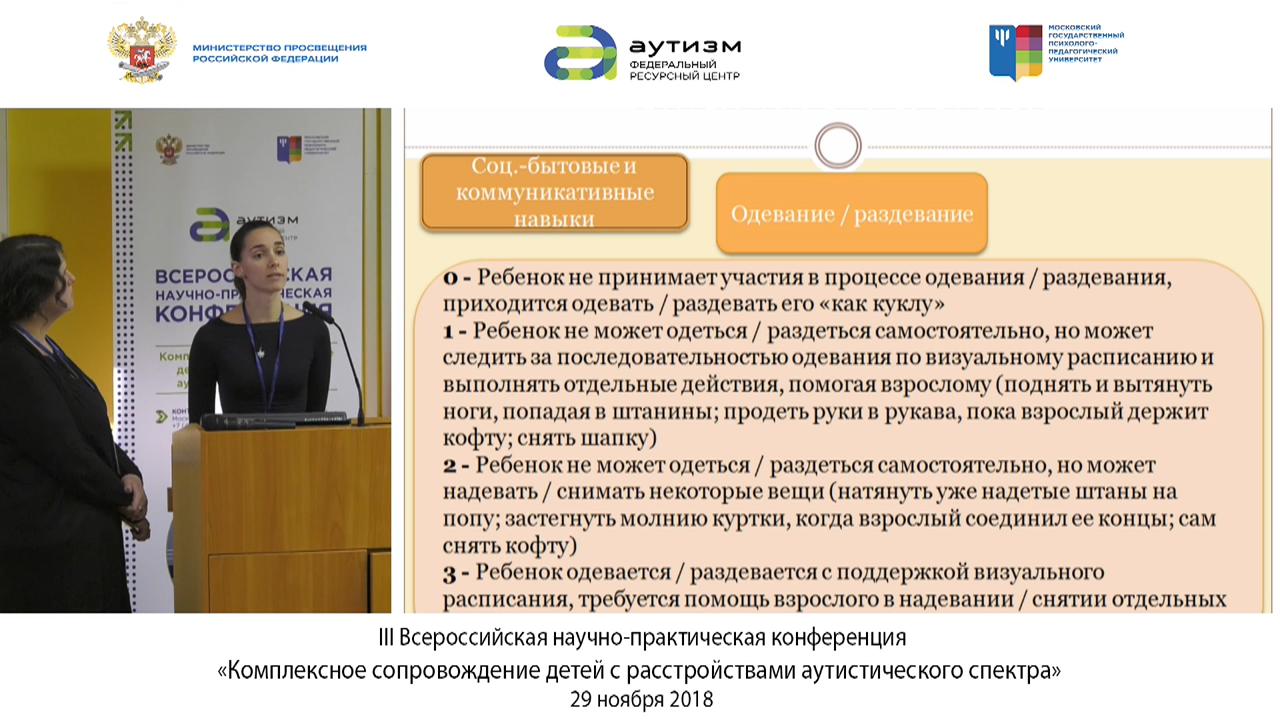 МИНИСТЕРСТВО ПРОСВЕЩЕНИЯ
РОССИЙСКОЙ ФЕДЕРАЦИИ
аутизм
ФЕДЕРАЛЬНЫЙ
РЕСУРСНЫЙ ЦЕНТР
МОСКОВСКИЙ
ГОСУДАРСТВЕННЫЙ
ПСИХОЛОГО-
ПЕДАГОГИЧЕСКИЙ
УНИВЕРСИТЕТ
аутизм
НАУЧНО-ПР
Соц.-бытовые и
коммуникативные
навыки
Одевание / раздевание
0 - Ребенок не принимает участия в процессе одевания / раздевания,
приходится одевать / раздевать его «как куклу»
1 - Ребенок не может одеться / раздеться самостоятельно, но может
следить за последовательностью одевания по визуальному расписанию и
выполнять отдельные действия, помогая взрослому (поднять и вытянуть
ноги, попадая в штанины; продеть руки в рукава, пока взрослый держит
кофту; снять шапку)
2 - Ребенок не может одеться / раздеться самостоятельно, но может
надевать / снимать некоторые вещи (натянуть уже надетые штаны на
попу; застегнуть молнию куртки, когда взрослый соединил ее концы; сам
снять кофту)
3 - Ребенок одевается / раздевается с поддержкой визуального
расписания, требуется помощь взрослого в надевании / снятии отдельных
III Всероссийская научно-практическая конференция
«Комплексное сопровождение детей с расстройствами аутистического спектра»
29 ноября 2018